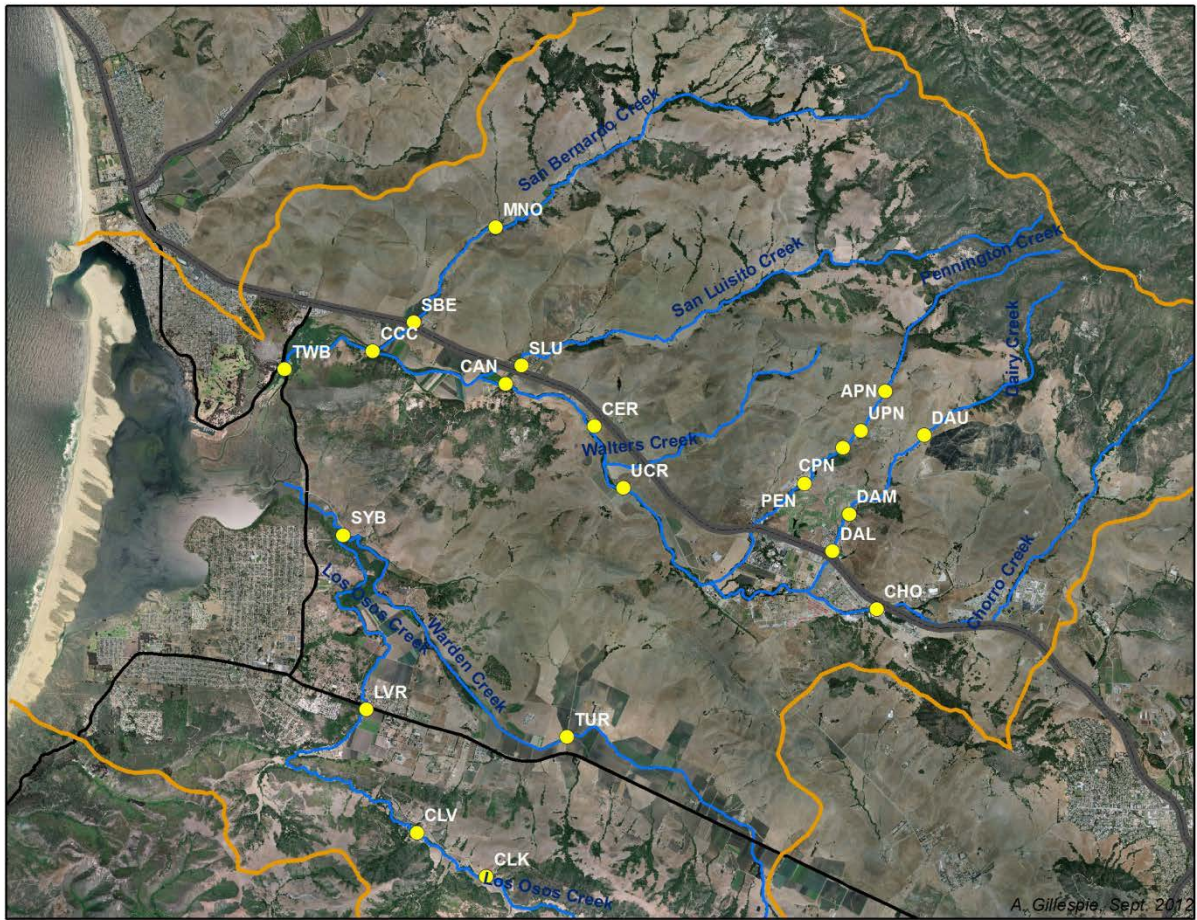 San Bernardo Creek
MNO
San Luisito Creek
Pennington Creek
SBE
CCC
TWB
SLU
CAN
Dairy Creek
APN
UPN
DAU
CER
Walters Creek
UCR
CPN
PEN
DAM
DAL
SYB
Los Osos Creek
Warden Creek
CHO
Chorro Creek
LVR
TUR
CLV
CLK
Los Osos Creek
A. Gillespie, Sept. 2012